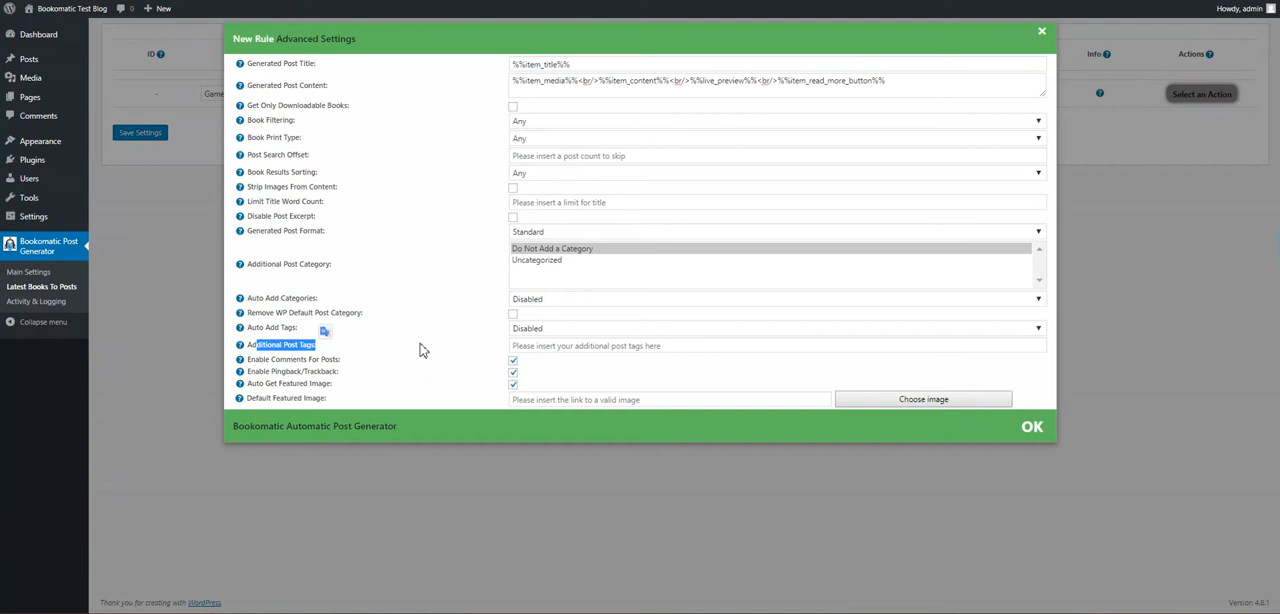 Bookomatic Test Blog
0
New
Howdy, admin
Dashboard
Posts
Media
Pages
Comments
Appearance
Plugins
Users
Tools
Settings
Bookomatic Post
Generator
Main Settings
Latest Books To Posts
Activity & Logging
Collapse menu
ID
Info
Actions
-
Game
Select an Action
Save Settings
New Rule Advanced Settings
×
Generated Post Title:
%%item_title%%
Generated Post Content:
%%item_media%%<br/>%%item_content%%<br/>%%live_preview%%<br/>%%item_read_more_button%%
Get Only Downloadable Books:
Book Filtering:
Any
Book Print Type:
Any
Post Search Offset:
Please insert a post count to skip
Book Results Sorting:
Any
Strip Images From Content:
Limit Title Word Count:
Please insert a limit for title
Disable Post Excerpt:
Generated Post Format:
Standard
Additional Post Category:
Do Not Add a Category
Uncategorized
Auto Add Categories:
Disabled
Remove WP Default Post Category:
Auto Add Tags:
Disabled
Additional Post Tags:
Please insert your additional post tags here
Enable Comments For Posts:
Enable Pingback/Trackback:
Auto Get Featured Image:
Default Featured Image:
Please insert the link to a valid image
Choose image
Bookomatic Automatic Post Generator
OK
Thank you for creating with WordPress.
Version 4.8.1